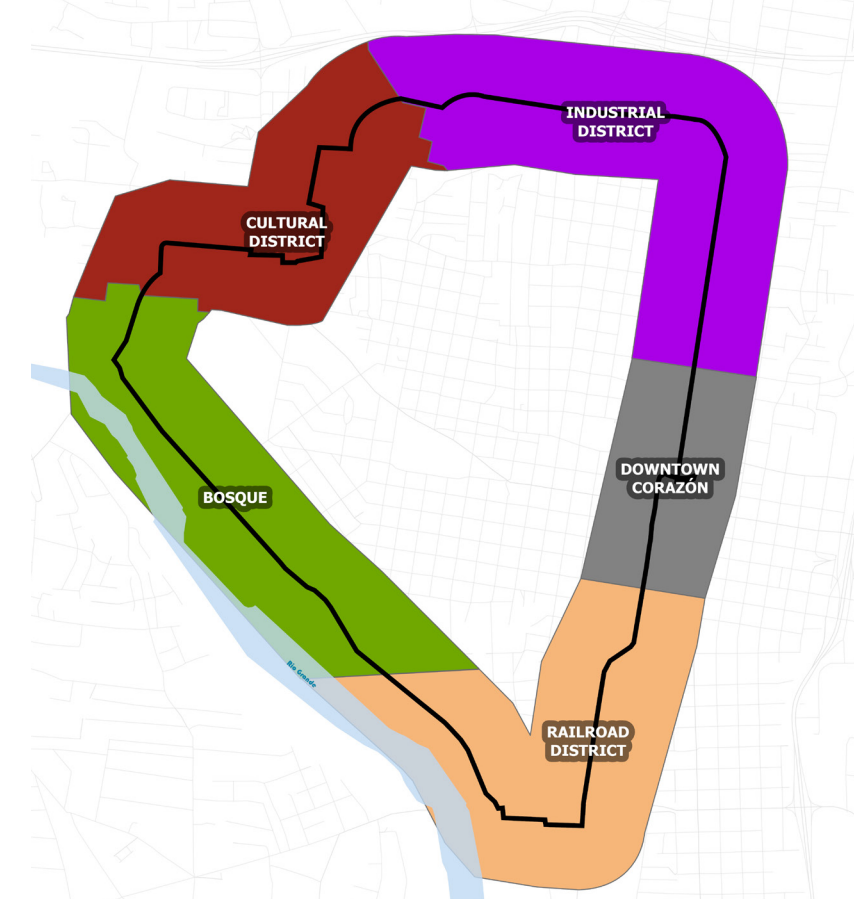 INDUSTRIAL
DISTRICT
CULTURAL
DISTRICT
DOWNTOWN
CORAZÓN
BOSQUE
Rio Grande
RAILROAD
DISTRICT